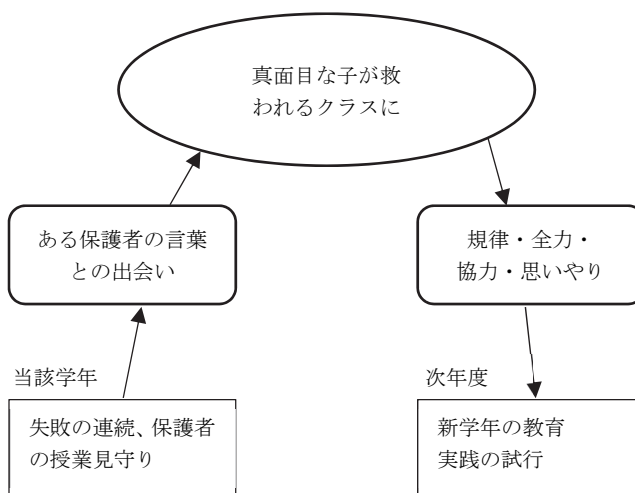 真面目な子が救
われるクラスに
ある保護者の言葉
との出会い
規律・全力・
協力・思いやり
当該学年
失敗の連続、保護者
の授業見守り
次年度
新学年の教育
実践の試行